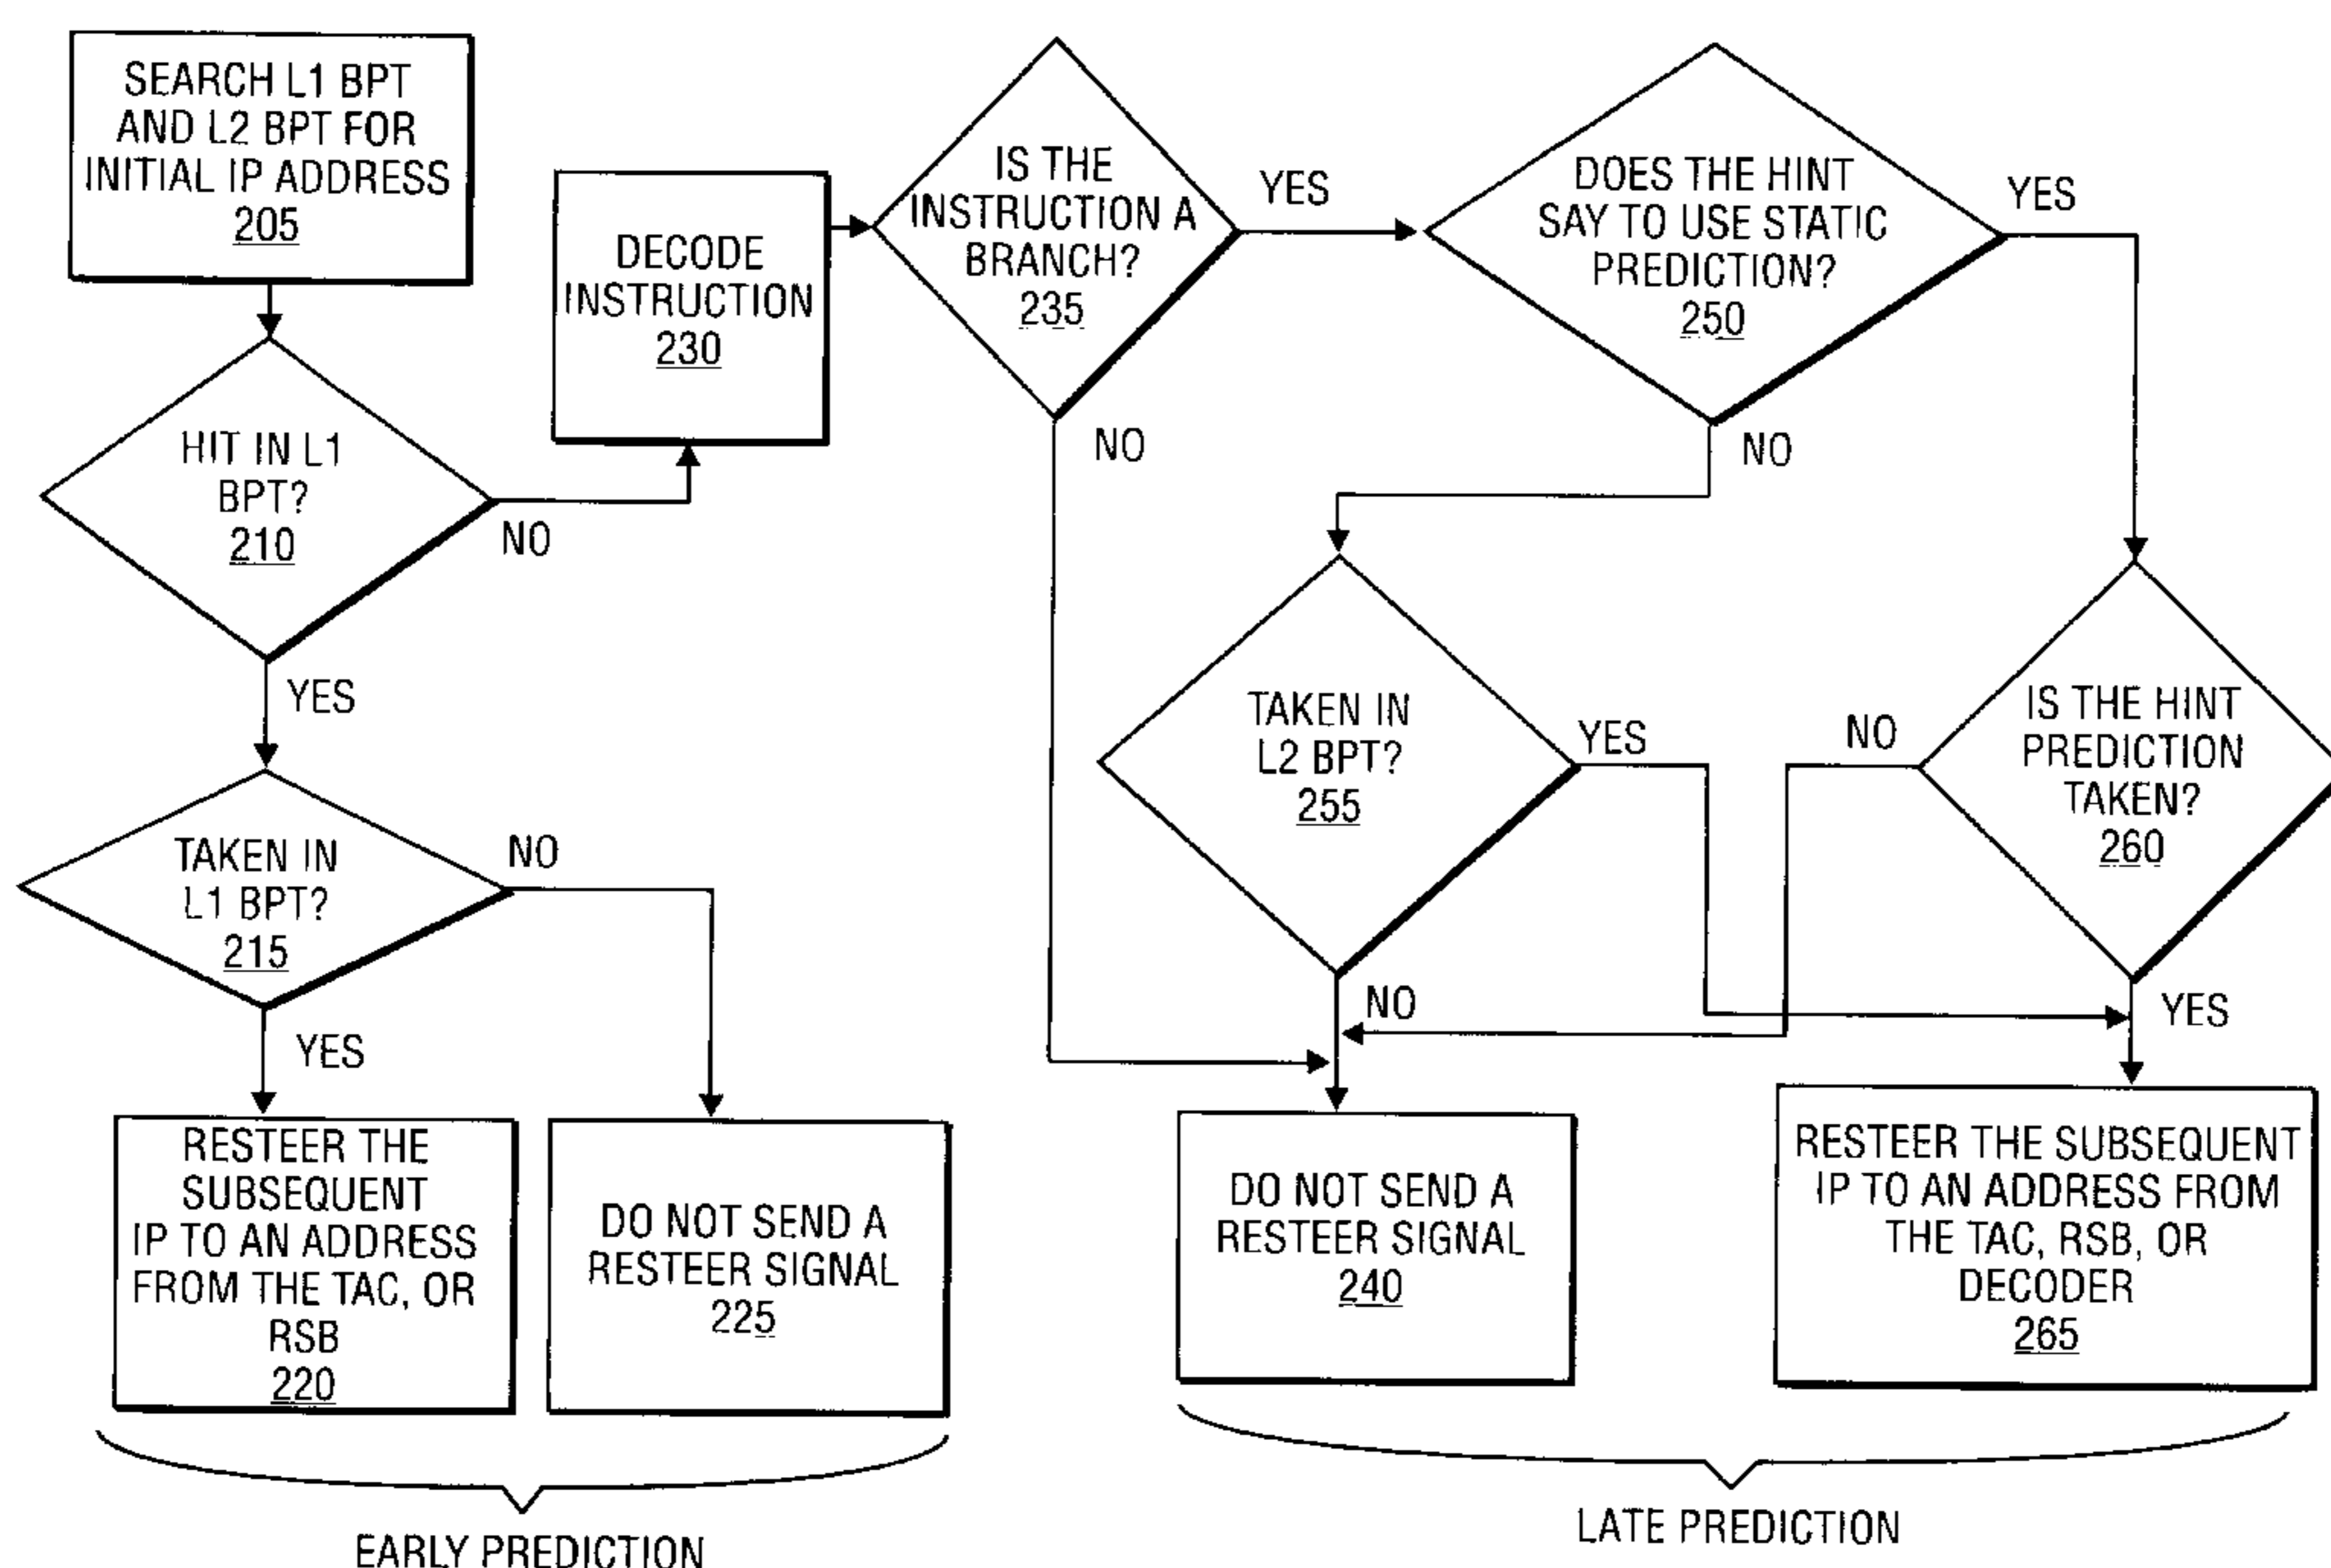 SEARCH L1 BPT
AND L2 BPT FOR
INITIAL IP ADDRESS
205
HIT IN L1
BPT?
210
NO
YES
TAKEN IN
L1 BPT?
215
NO
YES
RESTEER THE
SUBSEQUENT
IP TO AN ADDRESS
FROM THE TAC, OR
RSB
220
DO NOT SEND A
RESTEER SIGNAL
225
EARLY PREDICTION
DECODE
INSTRUCTION
230
IS THE
INSTRUCTION A
BRANCH?
235
YES
NO
DOES THE HINT
SAY TO USE STATIC
PREDICTION?
250
YES
NO
TAKEN IN
L2 BPT?
255
YES
NO
IS THE HINT
PREDICTION
TAKEN?
260
NO
YES
DO NOT SEND A
RESTEER SIGNAL
240
RESTEER THE SUBSEQUENT
IP TO AN ADDRESS FROM
THE TAC, RSB, OR
DECODER
265
LATE PREDICTION